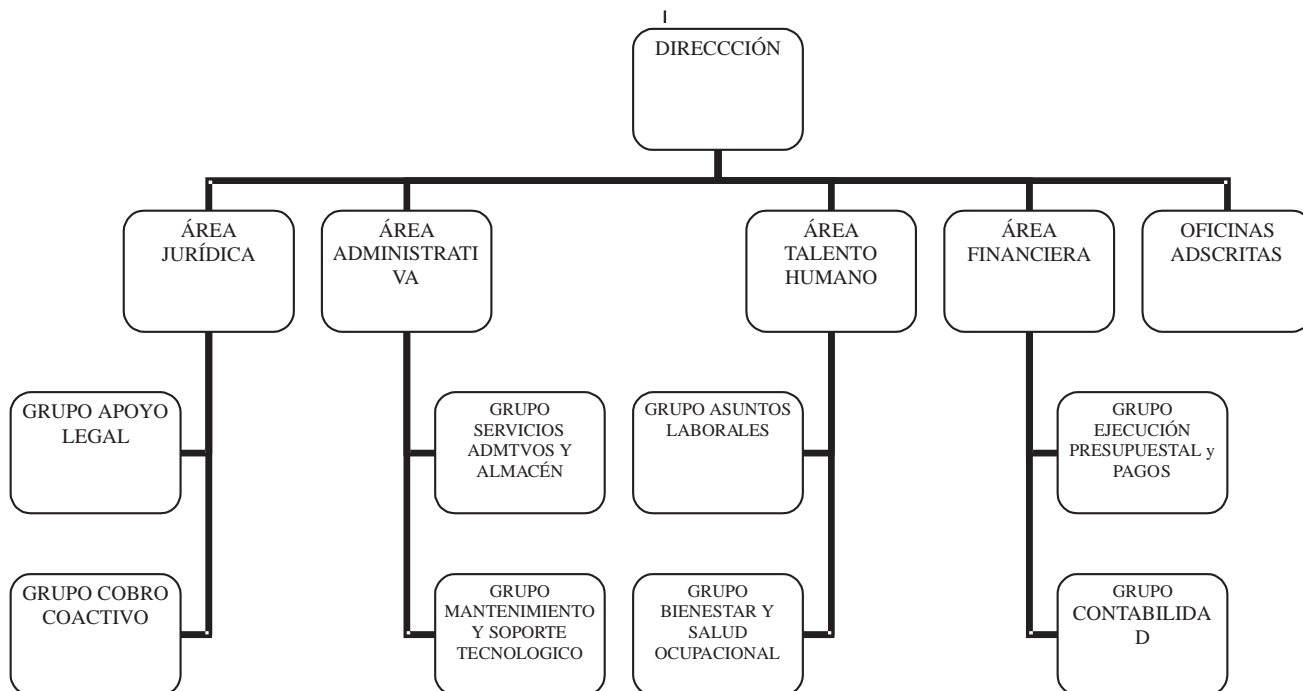 DIRECCCIÓN
ÁREA
JURÍDICA
ÁREA
ADMINISTRATI
VA
ÁREA
TALENTO
HUMANO
ÁREA
FINANCIERA
OFICINAS
ADSCRITAS
GRUPO APOYO
LEGAL
GRUPO
SERVICIOS
ADMTVOS Y
ALMACÉN
GRUPO ASUNTOS
LABORALES
GRUPO
EJECUCIÓN
PRESUPUESTAL y
PAGOS
GRUPO COBRO
COACTIVO
GRUPO
MANTENIMIENTO
Y SOPORTE
TECNOLOGICO
GRUPO
BIENESTAR Y
SALUD
OCUPACIONAL
GRUPO
CONTABILIDA
D